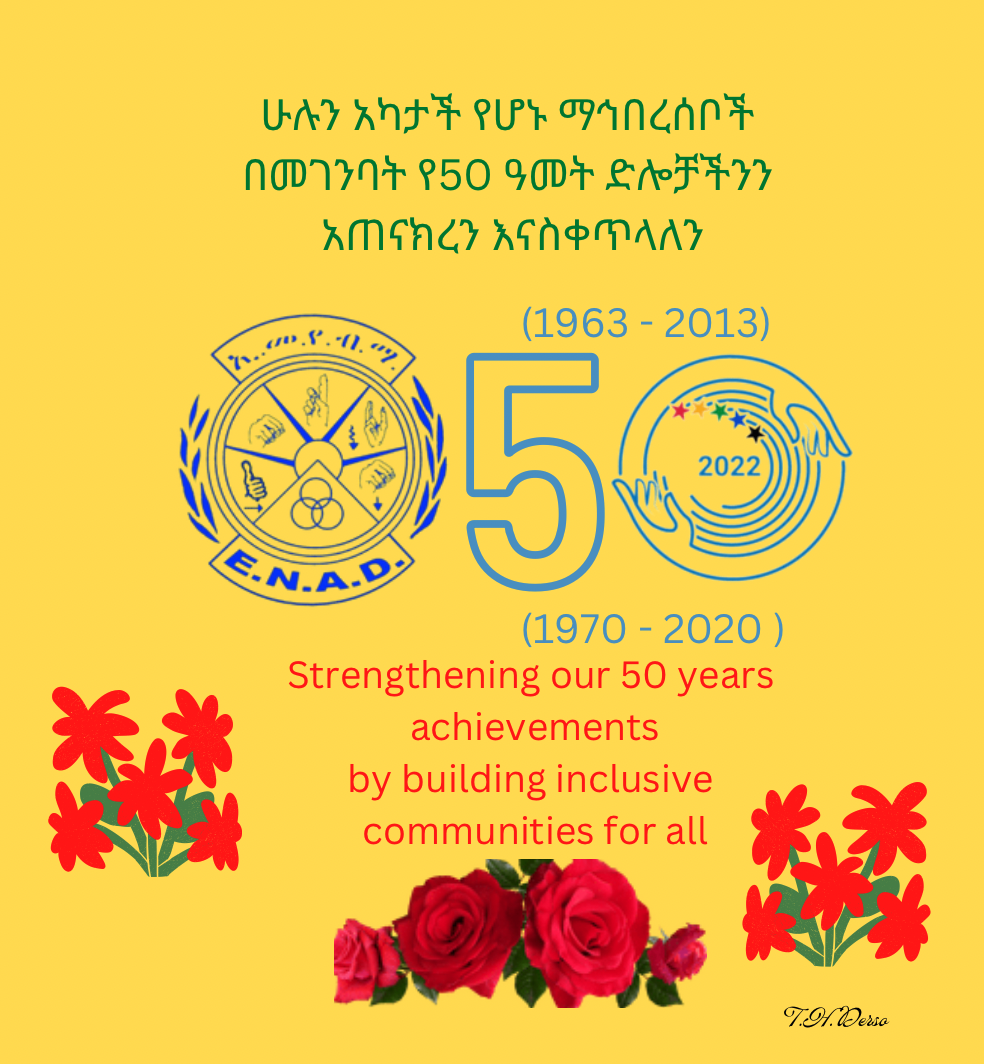 ሁሉን አካታች የሆኑ ማኅበረሰቦች
በመገንባት የ50 ዓመት ድሎቻችንን
አጠናክረን እናስቀጥላለን
(1963 - 2013)
አ.መ.የ.ብ.ማ.
50
2022
E.N.A.D.
(1970 - 2020 )
Strengthening our 50 years
achievements
by building inclusive
communities for all
T.H.Derso